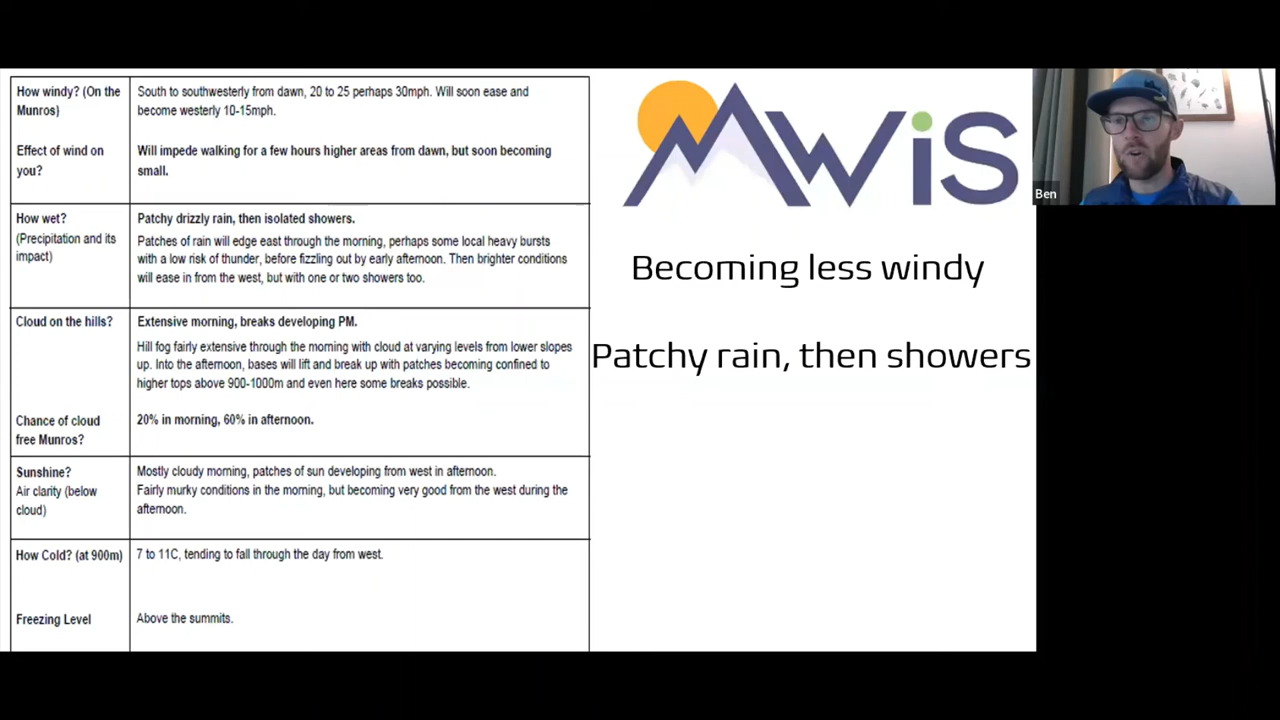 How windy? (On the Munros)
South to southwesterly from dawn, 20 to 25 perhaps 30mph. Will soon ease and
become westerly 10-15mph.
Effect of wind on
you?
Will impede walking for a few hours higher areas from dawn, but soon becoming
small.
How wet?
(Precipitation and its
impact)
Patchy drizzly rain, then isolated showers.
Patches of rain will edge east through the morning, perhaps some local heavy bursts
with a low risk of thunder, before fizzling out by early afternoon. Then brighter conditions
will ease in from the west, but with one or two showers too.
Cloud on the hills?
Extensive morning, breaks developing PM.
Hill fog fairly extensive through the morning with cloud at varying levels from lower slopes
up. Into the afternoon, bases will lift and break up with patches becoming confined to
higher tops above 900-1000m and even here some breaks possible.
Chance of cloud
free Munros?
20% in morning, 60% in afternoon.
Sunshine?
Air clarity (below
cloud)
Mostly cloudy morning, patches of sun developing from west in afternoon.
Fairly murky conditions in the morning, but becoming very good from the west during the
afternoon.
How Cold? (at 900m)
7 to 11C, tending to fall through the day from west.
Freezing Level
Above the summits.
MWiS
Becoming less windy
Patchy rain, then showers
Ben